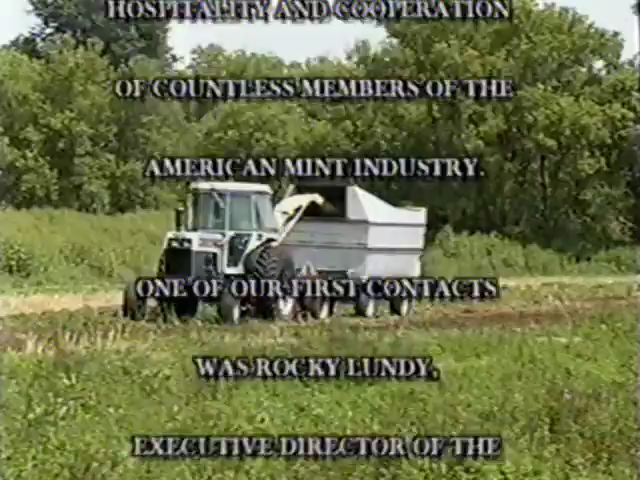 HOSPITALITY AND COOPERATION
OF COUNTLESS MEMBERS OF THE
AMERICAN MINT INDUSTRY.
ONE OF OUR FIRST CONTACTS
WAS ROCKY LUNDY,
EXECUTIVE DIRECTOR OF THE